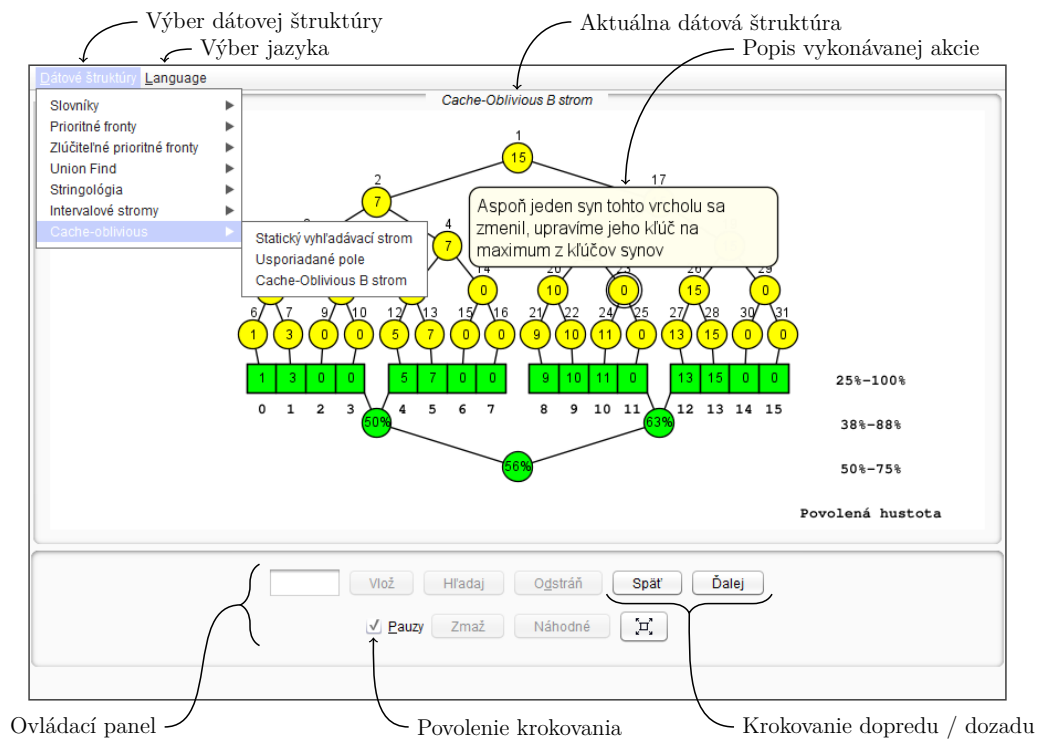 Výber dátovej štruktúry
Aktuálna dátová štruktúra
Výber jazyka
Popis vykonávanej akcie
Dátové štruktúry Language
Cache-Oblivious B strom
Slovníky
Prioritné fronty
Zlúčiteľné prioritné fronty
Union Find
Stringológia
Intervalové stromy
Cache-oblivious
Statický vyhľadávací strom
Usporiadané pole
Cache-Oblivious B strom
1
15
2 17
7
Aspoň jeden syn tohto vrcholu sa
zmenil, upravíme jeho kľúč na
maximum z kľúčov synov
4
7
14 20 23 29
0 10 0 15 0
6 7 9 10 12 13 15 16 21 22 24 25 27 28 30 31
1 3 0 0 5 7 0 0 9 10 11 0 13 15 0 0
1 3 0 0 5 7 0 0 9 10 11 0 13 15 0 0 25%-100%
0 1 2 3 4 5 6 7 8 9 10 11 12 13 14 15
50% 63% 38%-88%
56% 50%-75%
Povolená hustota
Vlož Hľadaj Odstráň Späť Ďalej
Pauzy Zmaž Náhodné
Ovládací panel
Povolenie krokovania
Krokovanie dopredu / dozadu